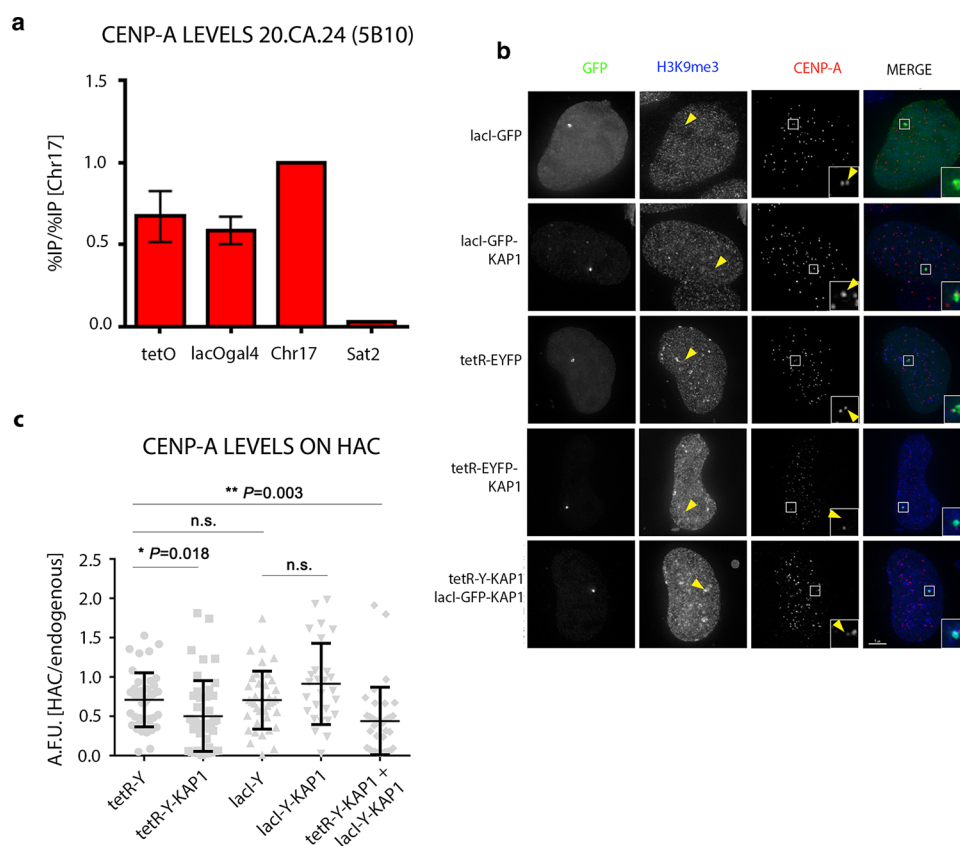 a
CENP-A LEVELS 20.CA.24 (5B10)
%IP/%IP [Chr17]
1.5
1.0
0.5
0.0
tetO
lacOgal4
Chr17
Sat2
b
GFP
H3K9me3
CENP-A
MERGE
lacI-GFP
lacI-GFP-
KAP1
tetR-EYFP
tetR-EYFP-
KAP1
tetR-Y-KAP1
lacI-GFP-KAP1
c
CENP-A LEVELS ON HAC
** P=0.003
n.s.
* P=0.018
n.s.
A.F.U. [HAC/endogenous]
2.5
2.0
1.5
1.0
0.5
0.0
tetR-Y
tetR-Y-KAP1
lacI-Y
lacI-Y-KAP1
tetR-Y-KAP1 +
lacI-Y-KAP1